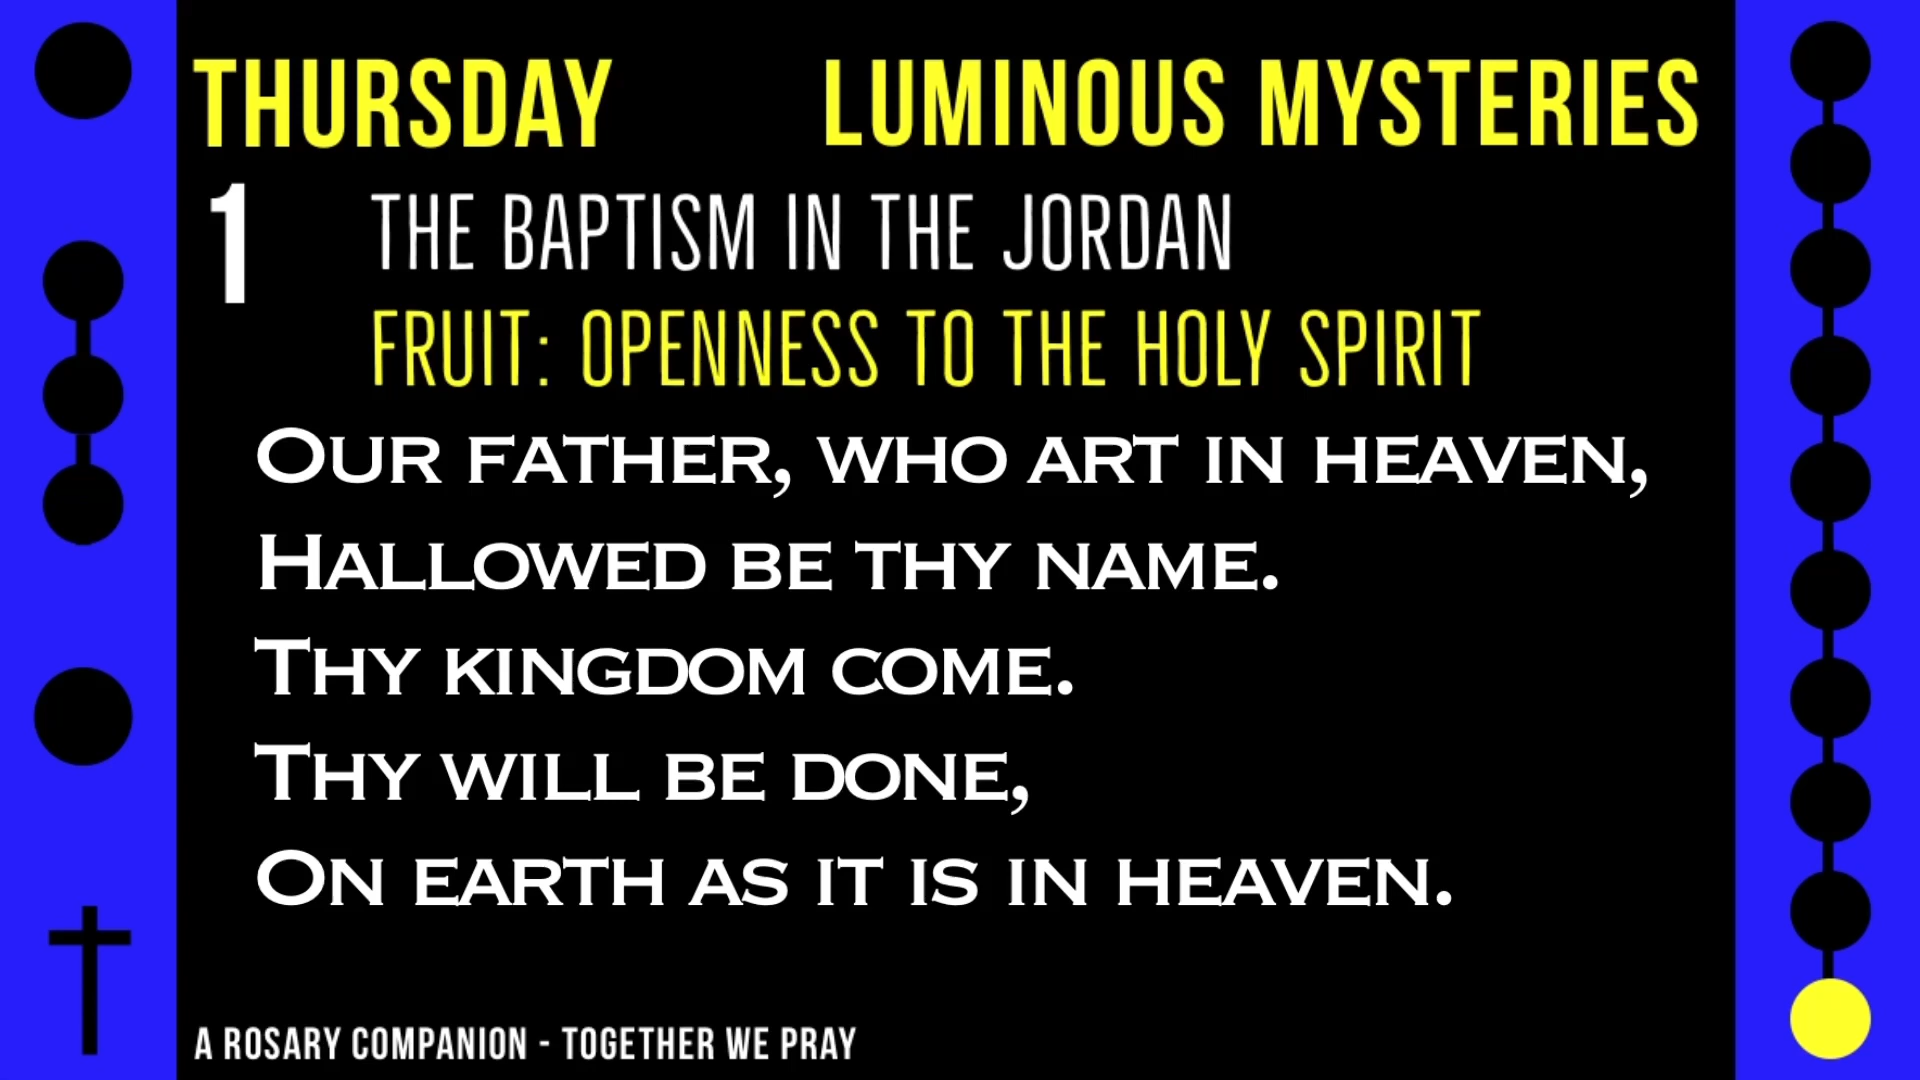 THURSDAY LUMINOUS MYSTERIES
1 THE BAPTISM IN THE JORDAN
FRUIT: OPENNESS TO THE HOLY SPIRIT
Our father, who art in heaven,
Hallowed be thy name.
Thy kingdom come.
Thy will be done,
On earth as it is in heaven.
A ROSARY COMPANION - TOGETHER WE PRAY